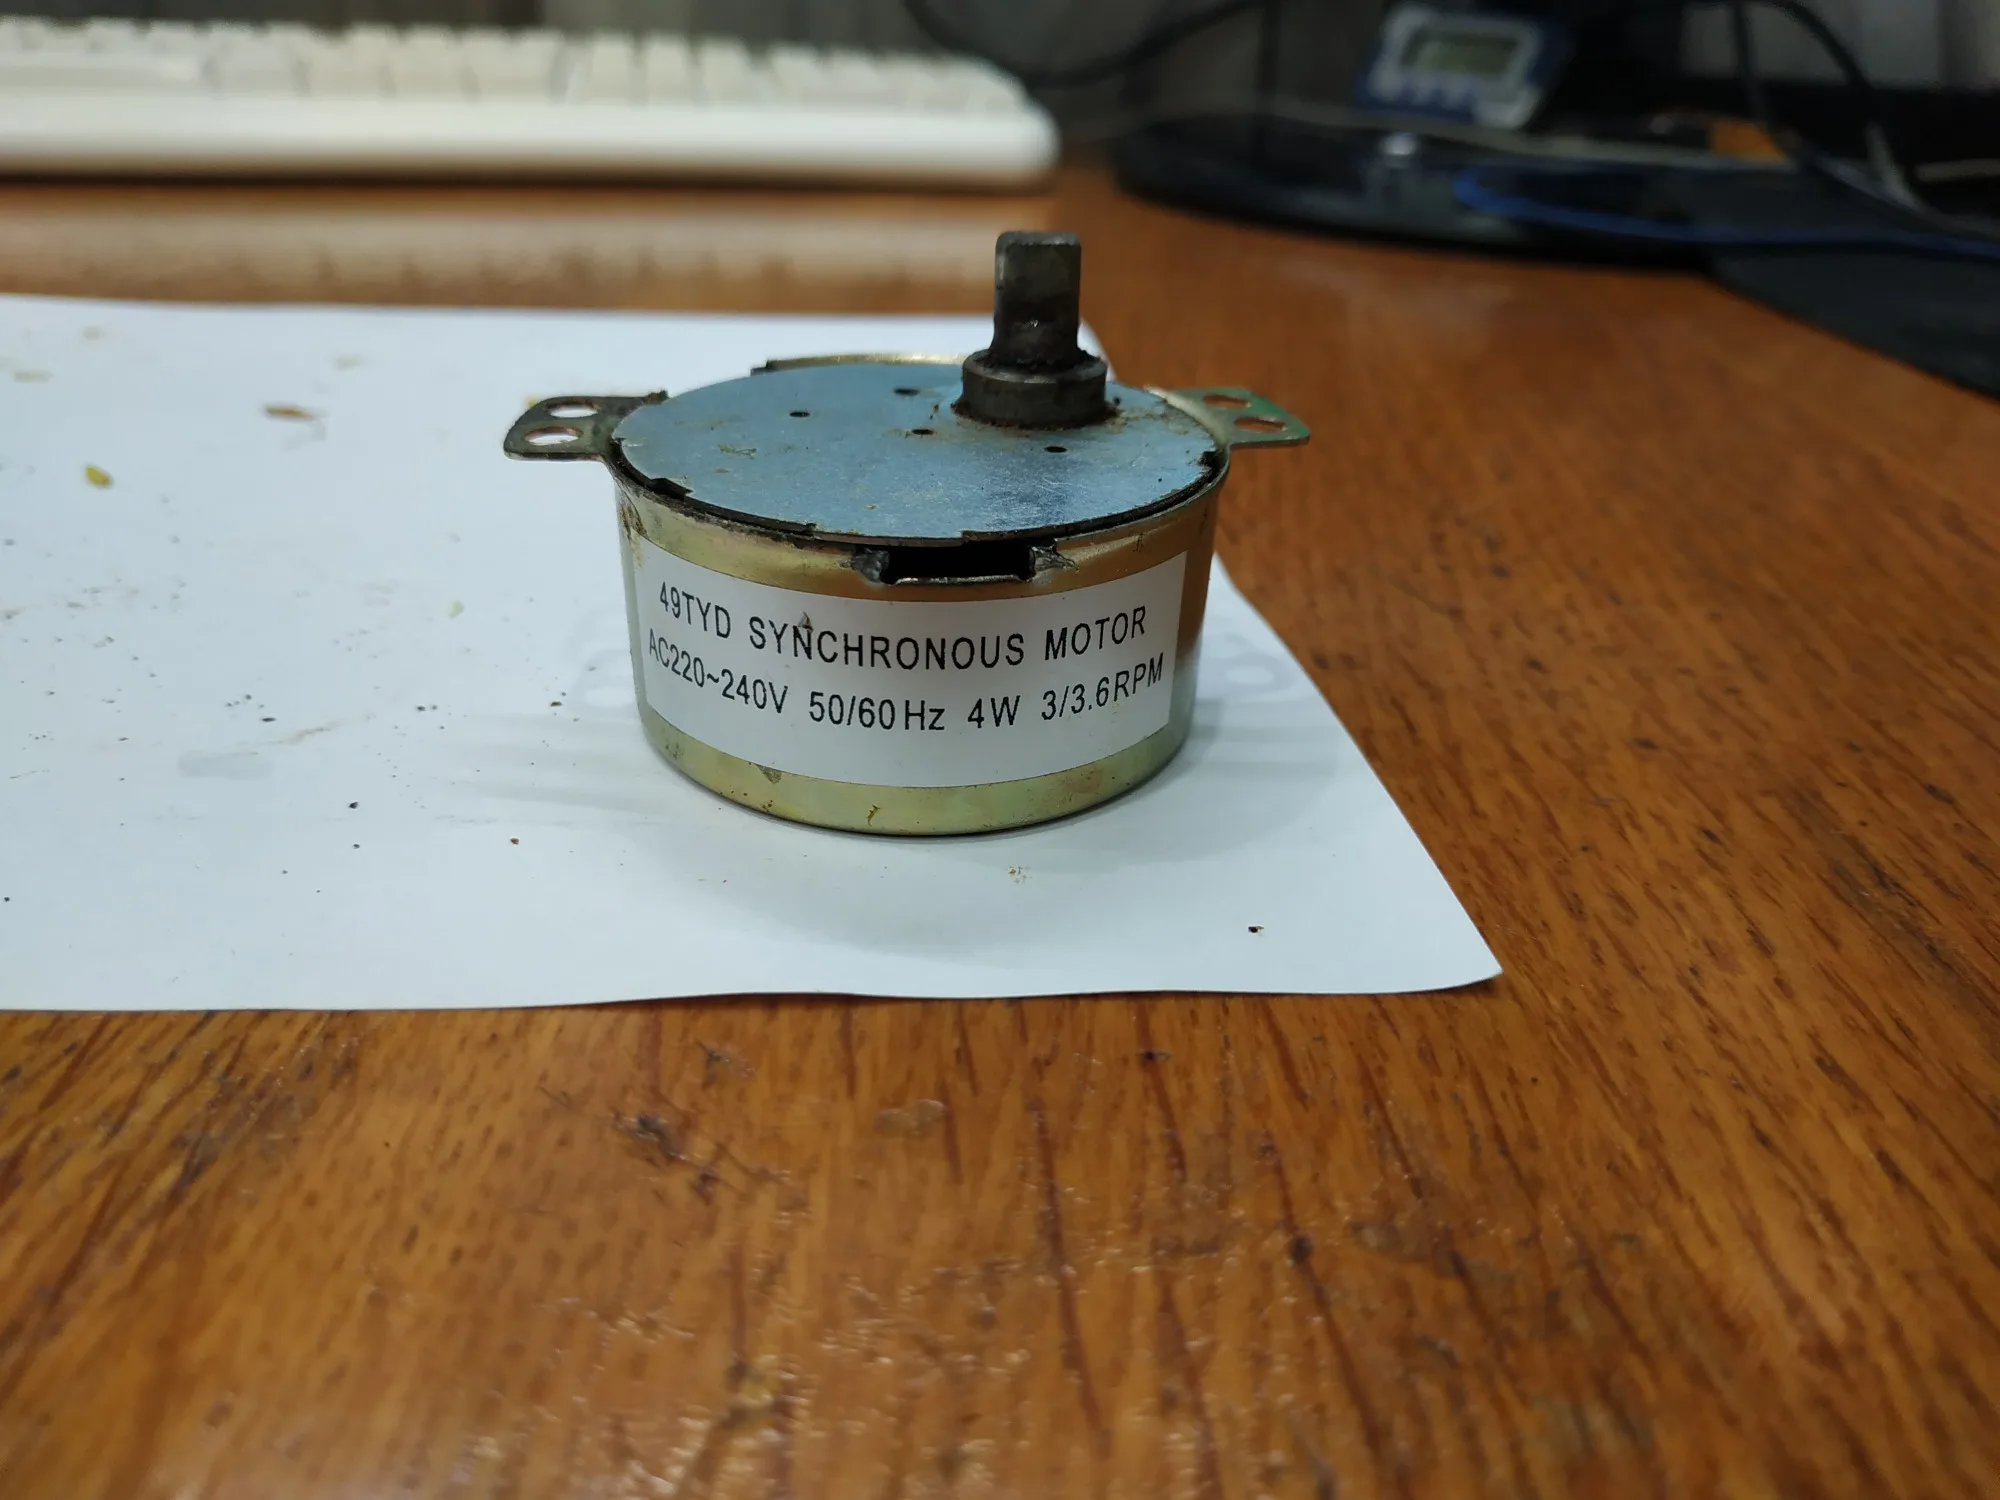 49TYD SYNCHRONOUS MOTOR
AC220~240V 50/60Hz 4W 3/3.6RPM